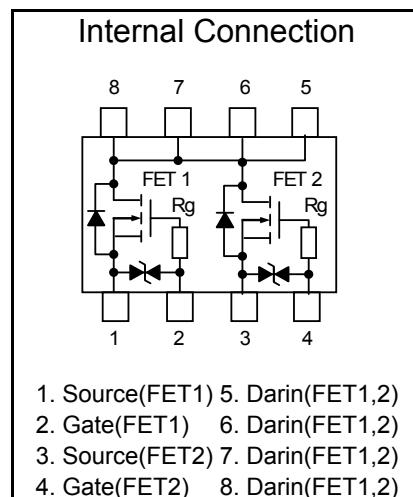 Internal Connection
8 7 6 5
FET 1 FET 2
Rg Rg
1 2 3 4
1. Source(FET1) 5. Darin(FET1,2)
2. Gate(FET1) 6. Darin(FET1,2)
3. Source(FET2) 7. Darin(FET1,2)
4. Gate(FET2) 8. Darin(FET1,2)